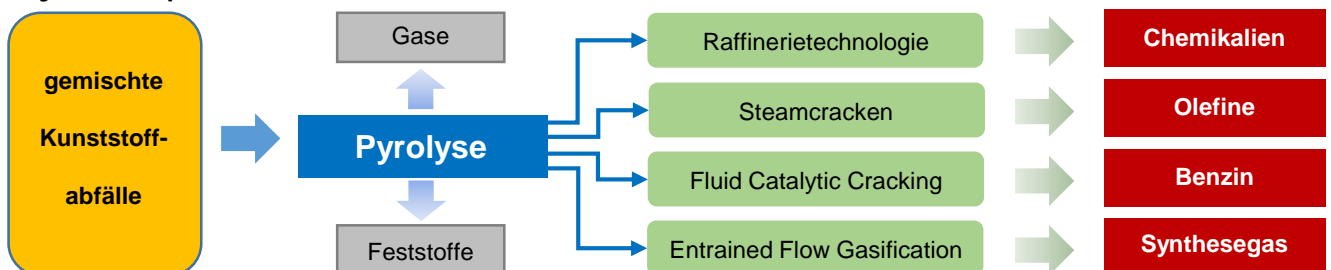 gemischte
Kunststoff-
abfälle
Gase
Pyrolyse
Feststoffe
Raffinerietechnologie
Steamcracken
Fluid Catalytic Cracking
Entrained Flow Gasification
Chemikalien
Olefine
Benzin
Synthesegas